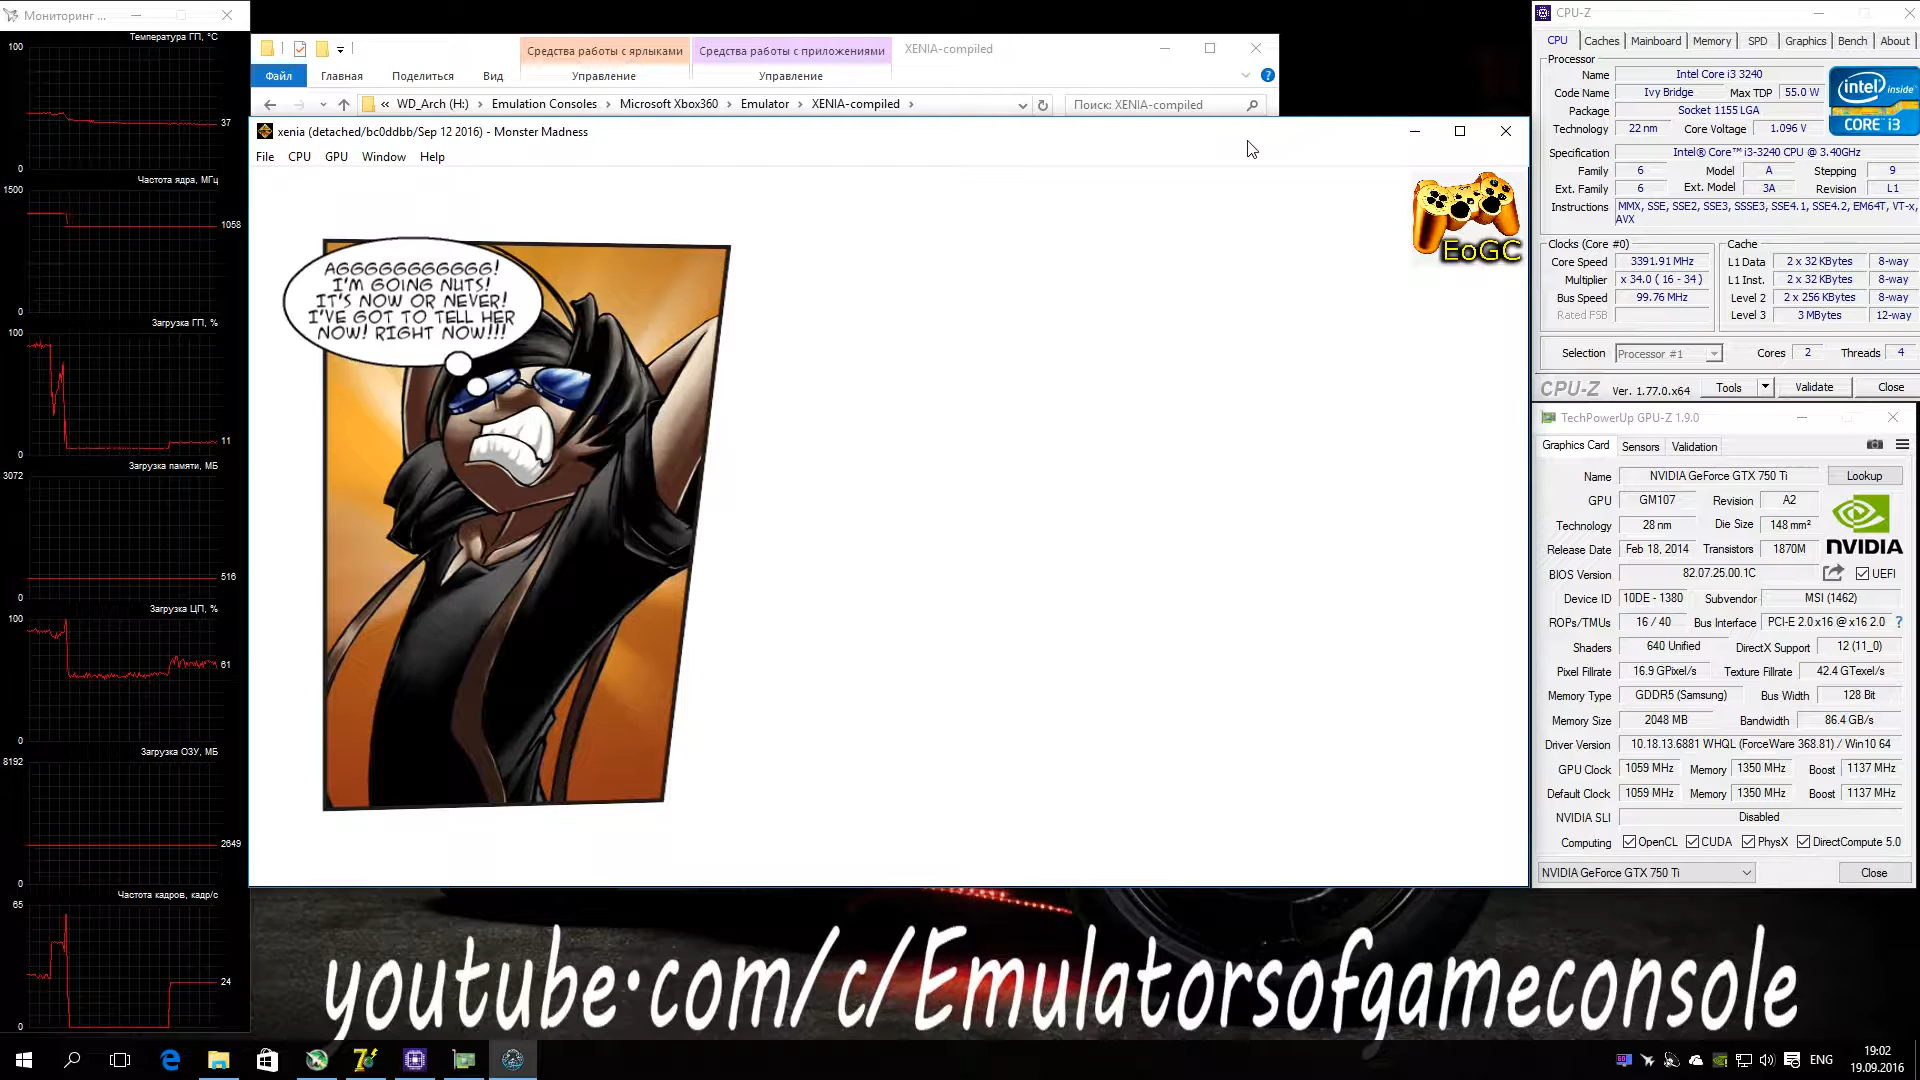 Мониторинг ...
Температура ГП, °C
100
37
0
Частота ядра, МГц
1500
1058
0
Загрузка ГП, %
100
11
0
Загрузка памяти, МБ
3072
516
0
Загрузка ЦП, %
100
61
0
Загрузка ОЗУ, МБ
8192
2649
0
Частота кадров, кадр/с
65
24
0
Средства работы с ярлыками
Средства работы с приложениями
XENIA-compiled
Файл
Главная
Поделиться
Вид
Управление
Управление
« WD_Arch (H:) › Emulation Consoles › Microsoft Xbox360 › Emulator › XENIA-compiled ›
Поиск: XENIA-compiled
xenia (detached/bc0ddbb/Sep 12 2016) - Monster Madness
File CPU GPU Window Help
AGGGGGGGGGGG!
I'M GOING NUTS!
IT'S NOW OR NEVER!
I'VE GOT TO TELL HER
NOW! RIGHT NOW!!!
EoGC
CPU-Z
CPU Caches Mainboard Memory SPD Graphics Bench About
Processor
Name Intel Core i3 3240
Code Name Ivy Bridge Max TDP 55.0 W
Package Socket 1155 LGA
Technology 22 nm Core Voltage 1.096 V
intel inside™
CORE i3
Specification Intel® Core™ i3-3240 CPU @ 3.40GHz
Family 6 Model A Stepping 9
Ext. Family 6 Ext. Model 3A Revision L1
Instructions MMX, SSE, SSE2, SSE3, SSSE3, SSE4.1, SSE4.2, EM64T, VT-x,
AVX
Clocks (Core #0)
Core Speed 3391.91 MHz
Multiplier x 34.0 ( 16 - 34 )
Bus Speed 99.76 MHz
Rated FSB
Cache
L1 Data 2 x 32 KBytes 8-way
L1 Inst. 2 x 32 KBytes 8-way
Level 2 2 x 256 KBytes 8-way
Level 3 3 MBytes 12-way
Selection Processor #1 Cores 2 Threads 4
CPU-Z Ver. 1.77.0.x64 Tools Validate Close
TechPowerUp GPU-Z 1.9.0
Graphics Card Sensors Validation
Name NVIDIA GeForce GTX 750 Ti Lookup
GPU GM107 Revision A2
Technology 28 nm Die Size 148 mm²
Release Date Feb 18, 2014 Transistors 1870M
NVIDIA
BIOS Version 82.07.25.00.1C UEFI
Device ID 10DE - 1380 Subvendor MSI (1462)
ROPs/TMUs 16 / 40 Bus Interface PCI-E 2.0 x16 @ x16 2.0 ?
Shaders 640 Unified DirectX Support 12 (11_0)
Pixel Fillrate 16.9 GPixel/s Texture Fillrate 42.4 GTexel/s
Memory Type GDDR5 (Samsung) Bus Width 128 Bit
Memory Size 2048 MB Bandwidth 86.4 GB/s
Driver Version 10.18.13.6881 WHQL (ForceWare 368.81) / Win10 64
GPU Clock 1059 MHz Memory 1350 MHz Boost 1137 MHz
Default Clock 1059 MHz Memory 1350 MHz Boost 1137 MHz
NVIDIA SLI Disabled
Computing OpenCL CUDA PhysX DirectCompute 5.0
NVIDIA GeForce GTX 750 Ti Close
youtube.com/c/Emulatorsofgameconsole
ENG
19:02
19.09.2016